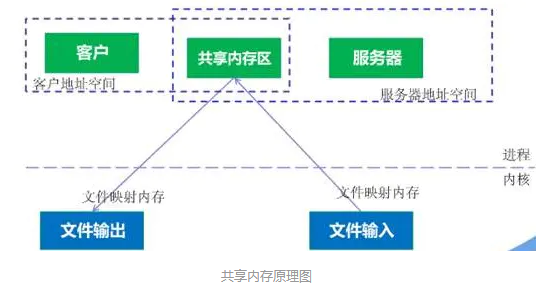 客户
共享内存区
服务器
客户地址空间
服务器地址空间
进程
内核
文件映射内存
文件映射内存
文件输出
文件输入
共享内存原理图